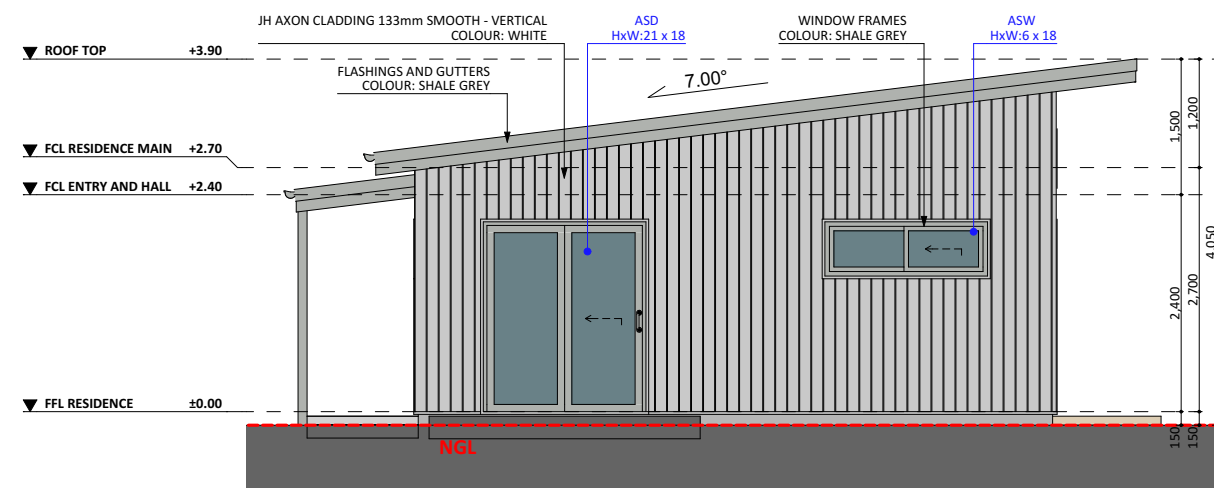 JH AXON CLADDING 133mm SMOOTH - VERTICAL
COLOUR: WHITE
ASD
HxW:21 x 18
WINDOW FRAMES
COLOUR: SHALE GREY
ASW
HxW:6 x 18
ROOF TOP +3.90
FLASHINGS AND GUTTERS
COLOUR: SHALE GREY
7.00°
1,500
1,200
FCL RESIDENCE MAIN +2.70
FCL ENTRY AND HALL +2.40
4,050
2,400
2,700
FFL RESIDENCE ±0.00
150
150
NGL